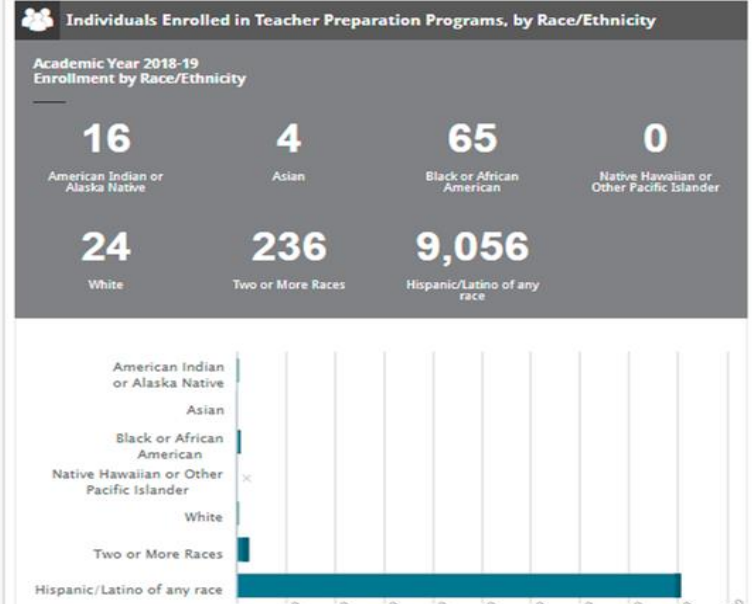 Individuals Enrolled in Teacher Preparation Programs, by Race/Ethnicity
Academic Year 2018-19
Enrollment by Race/Ethnicity
16
American Indian or
Alaska Native
4
Asian
65
Black or African
American
0
Native Hawaiian or
Other Pacific Islander
24
White
236
Two or More Races
9,056
Hispanic/Latino of any
race
American Indian
or Alaska Native
Asian
Black or African
American
Native Hawaiian or Other
Pacific Islander
White
Two or More Races
Hispanic/Latino of any race